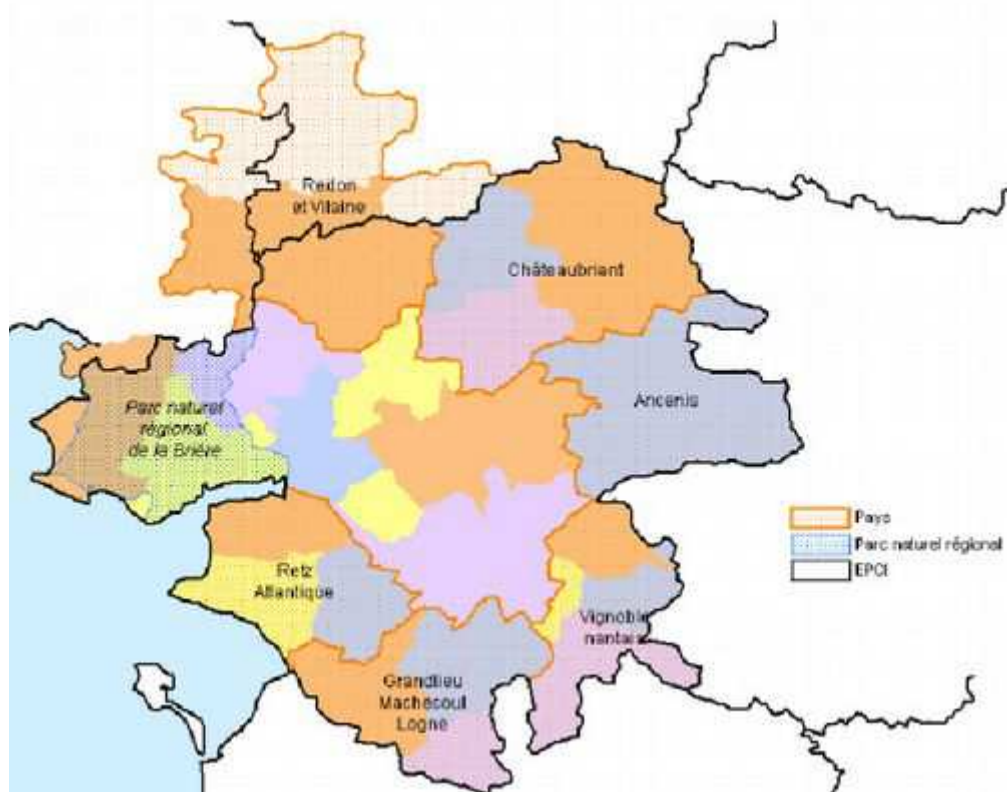 Redon
et Vilaine
Châteaubriant
Ancenis
Parc naturel
régional
de la Brière
Pays
Parc naturel régional
EPCI
Retz
Atlantique
Vignoble
nantais
Grandlieu
Machecoul
Logne